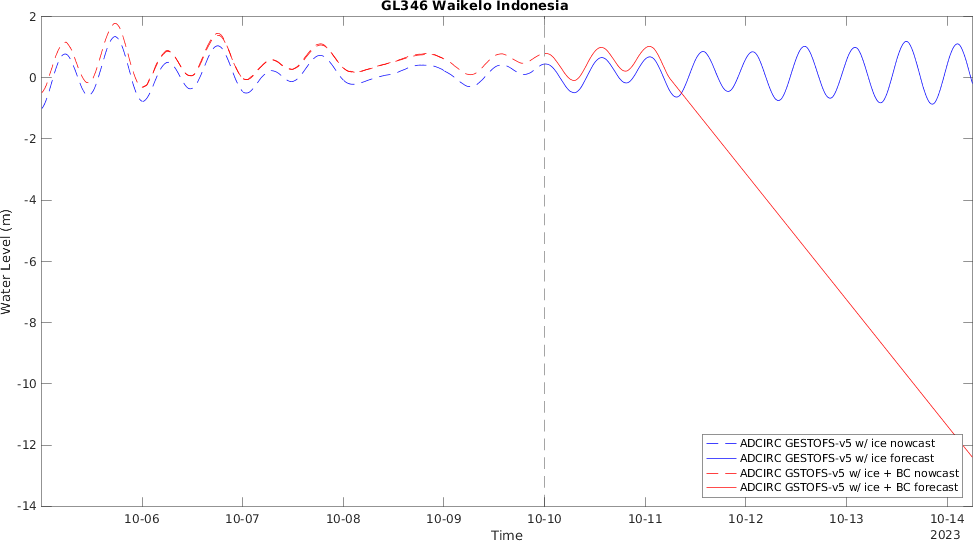 GL346 Waikelo Indonesia
2
0
-2
-4
-6
-8
-10
-12
-14
Water Level (m)
10-06
10-07
10-08
10-09
10-10
10-11
10-12
10-13
10-14
Time
2023
ADCIRC GESTOFS-v5 w/ ice nowcast
ADCIRC GESTOFS-v5 w/ ice forecast
ADCIRC GSTOFS-v5 w/ ice + BC nowcast
ADCIRC GSTOFS-v5 w/ ice + BC forecast